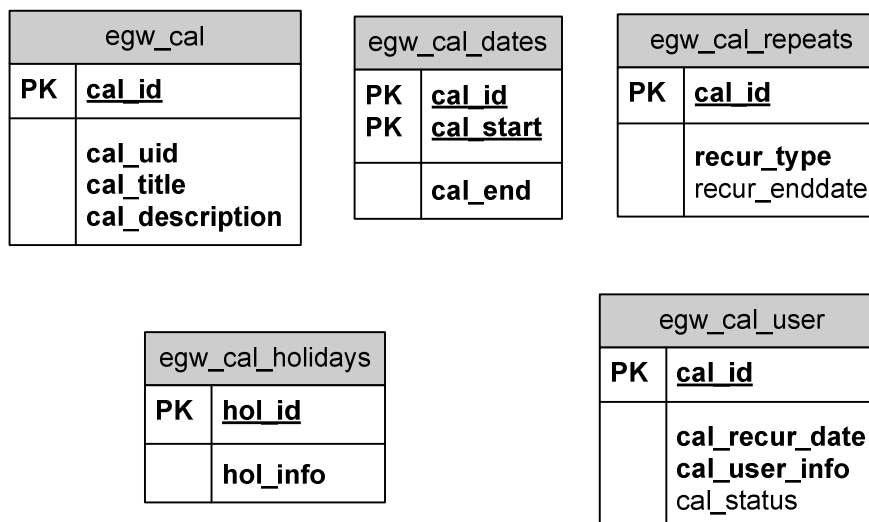 egw_cal
PK cal_id
cal_uid
cal_title
cal_description
egw_cal_dates
PK cal_id
PK cal_start
cal_end
egw_cal_repeats
PK cal_id
recur_type
recur_enddate
egw_cal_holidays
PK hol_id
hol_info
egw_cal_user
PK cal_id
cal_recur_date
cal_user_info
cal_status